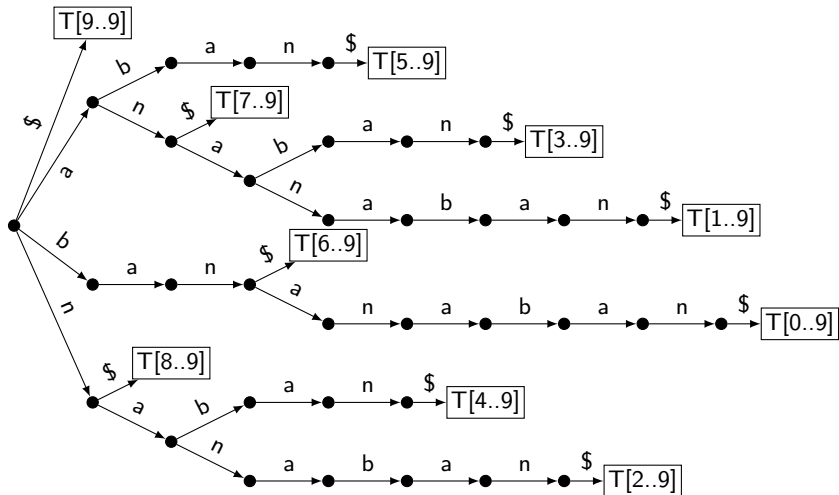 T[9..9]
b a n $ T[5..9]
n $ T[7..9]
$ a a b a n $ T[3..9]
n a b a n $ T[1..9]
b a n $ T[6..9]
a n a b a n $ T[0..9]
n $ T[8..9]
a b a n $ T[4..9]
n a b a n $ T[2..9]